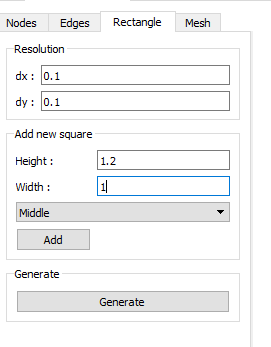 Nodes Edges Rectangle Mesh
Resolution
dx : 0.1
dy : 0.1
Add new square
Height : 1.2
Width : 1
Middle
Add
Generate
Generate